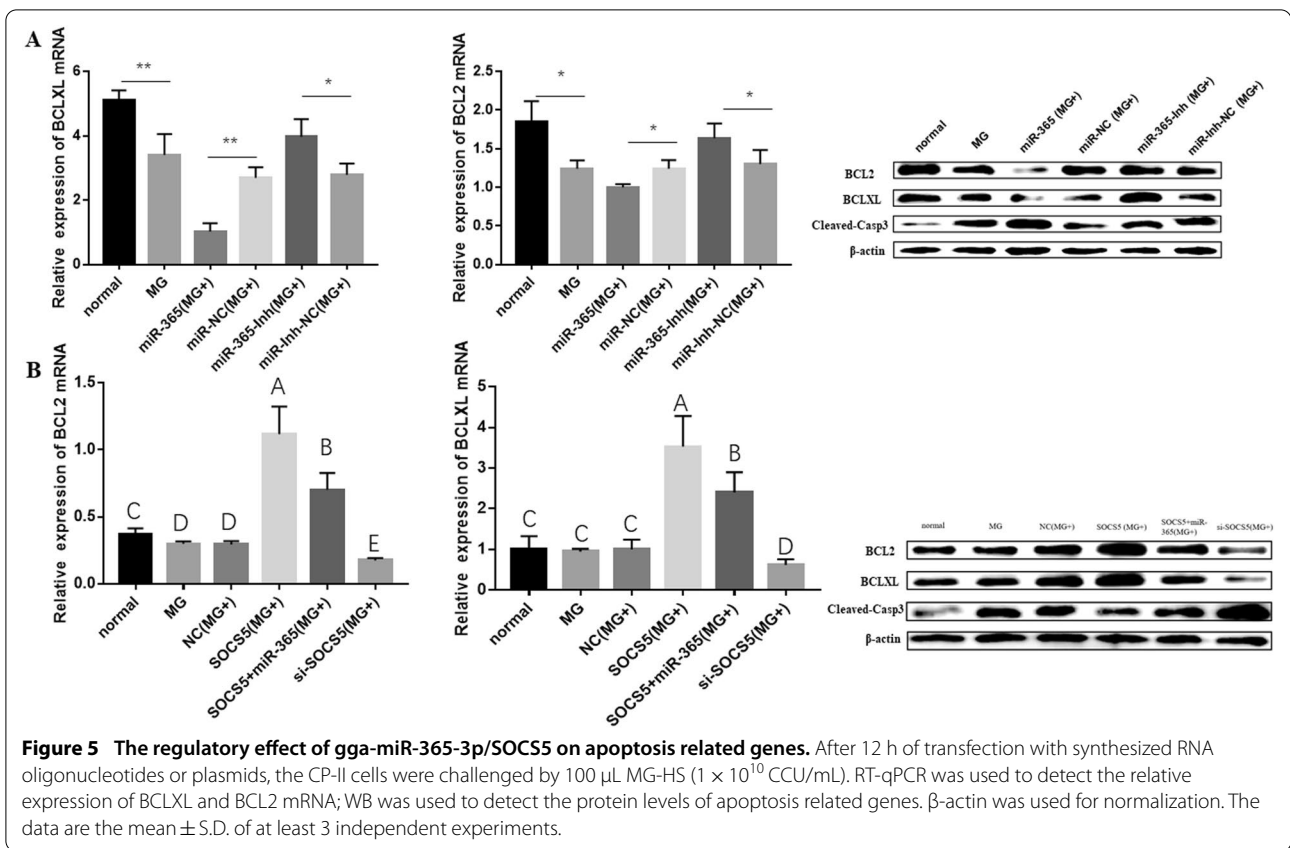 A
Relative expression of BCLXL mRNA
6
4
2
0
**
**
*
normal
MG
miR-365(MG+)
miR-NC(MG+)
miR-365-Inh(MG+)
miR-Inh-NC(MG+)
Relative expression of BCL2 mRNA
2.5
2.0
1.5
1.0
0.5
0.0
*
*
*
normal
MG
miR-365(MG+)
miR-NC(MG+)
miR-365-Inh(MG+)
miR-Inh-NC(MG+)
normal
MG
miR-365 (MG+)
miR-NC (MG+)
miR-365-Inh (MG+)
miR-Inh-NC (MG+)
BCL2
BCLXL
Cleaved-Casp3
β-actin
B
Relative expression of BCL2 mRNA
1.5
1.0
0.5
0.0
C
D
D
A
B
E
normal
MG
NC(MG+)
SOCS5(MG+)
SOCS5+miR-365(MG+)
si-SOCS5(MG+)
Relative expression of BCLXL mRNA
5
4
3
2
1
0
C
C
C
A
B
D
normal
MG
NC(MG+)
SOCS5(MG+)
SOCS5+miR-365(MG+)
si-SOCS5(MG+)
normal
MG
NC(MG+)
SOCS5 (MG+)
SOCS5+miR-
365(MG+)
si-SOCS5(MG+)
BCL2
BCLXL
Cleaved-Casp3
β-actin
Figure 5 The regulatory effect of gga-miR-365-3p/SOCS5 on apoptosis related genes. After 12 h of transfection with synthesized RNA
oligonucleotides or plasmids, the CP-II cells were challenged by 100 μL MG-HS (1 × 10¹⁰ CCU/mL). RT-qPCR was used to detect the relative
expression of BCLXL and BCL2 mRNA; WB was used to detect the protein levels of apoptosis related genes. β-actin was used for normalization. The
data are the mean ± S.D. of at least 3 independent experiments.